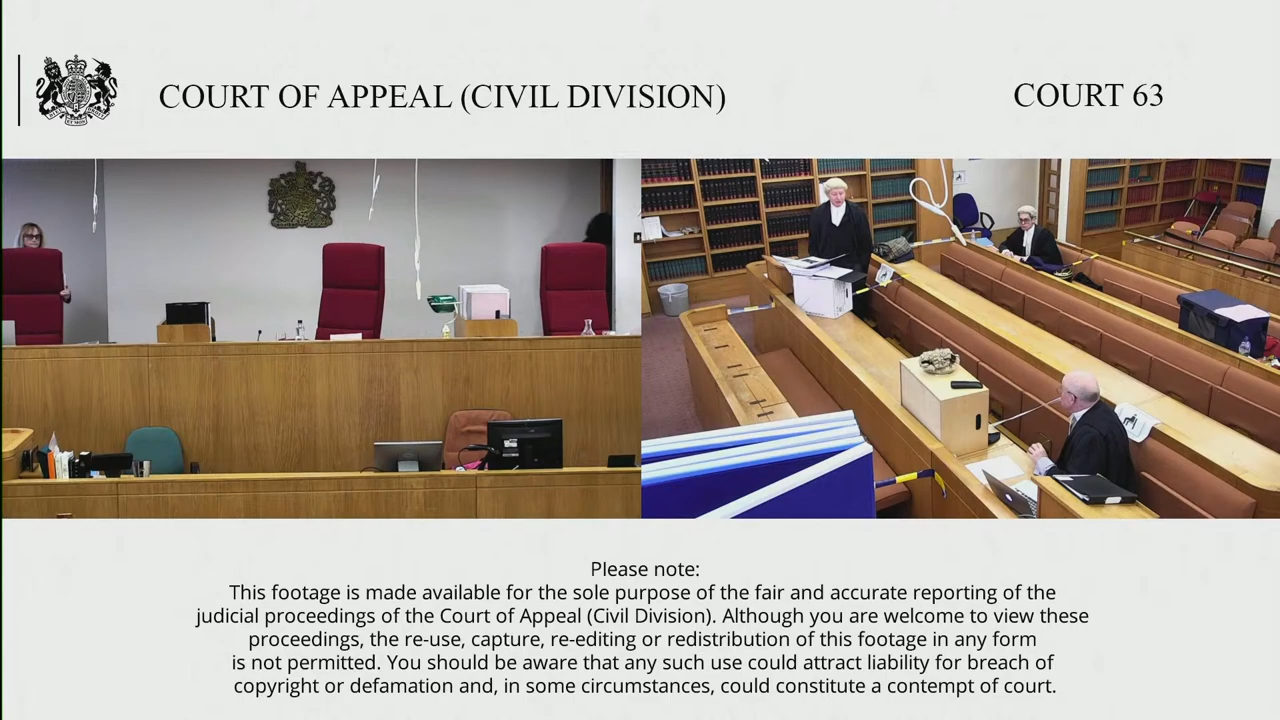 COURT OF APPEAL (CIVIL DIVISION)
COURT 63
Please note:
This footage is made available for the sole purpose of the fair and accurate reporting of the
judicial proceedings of the Court of Appeal (Civil Division). Although you are welcome to view these
proceedings, the re-use, capture, re-editing or redistribution of this footage in any form
is not permitted. You should be aware that any such use could attract liability for breach of
copyright or defamation and, in some circumstances, could constitute a contempt of court.